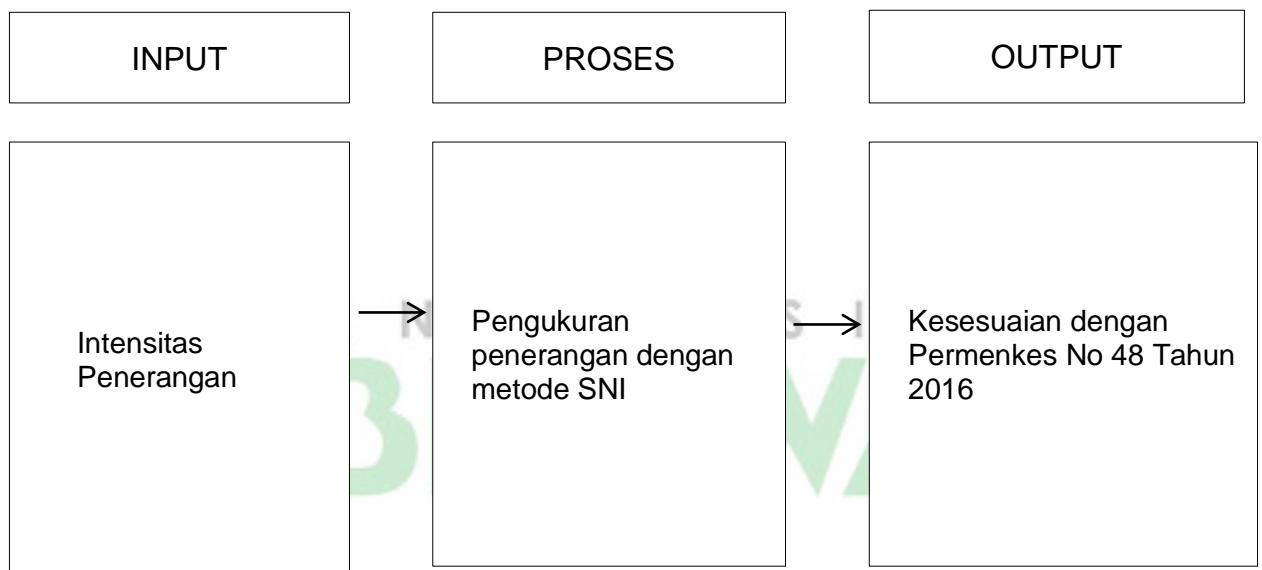 INPUT
PROSES
OUTPUT
Intensitas
Penerangan
Pengukuran
penerangan dengan
metode SNI
Kesesuaian dengan
Permenkes No 48 Tahun
2016